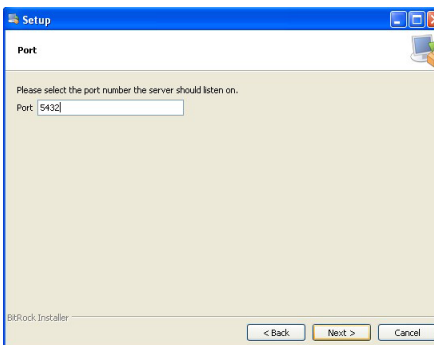 Setup
Port
Please select the port number the server should listen on.
Port 5432
BitRock Installer
< Back Next > Cancel